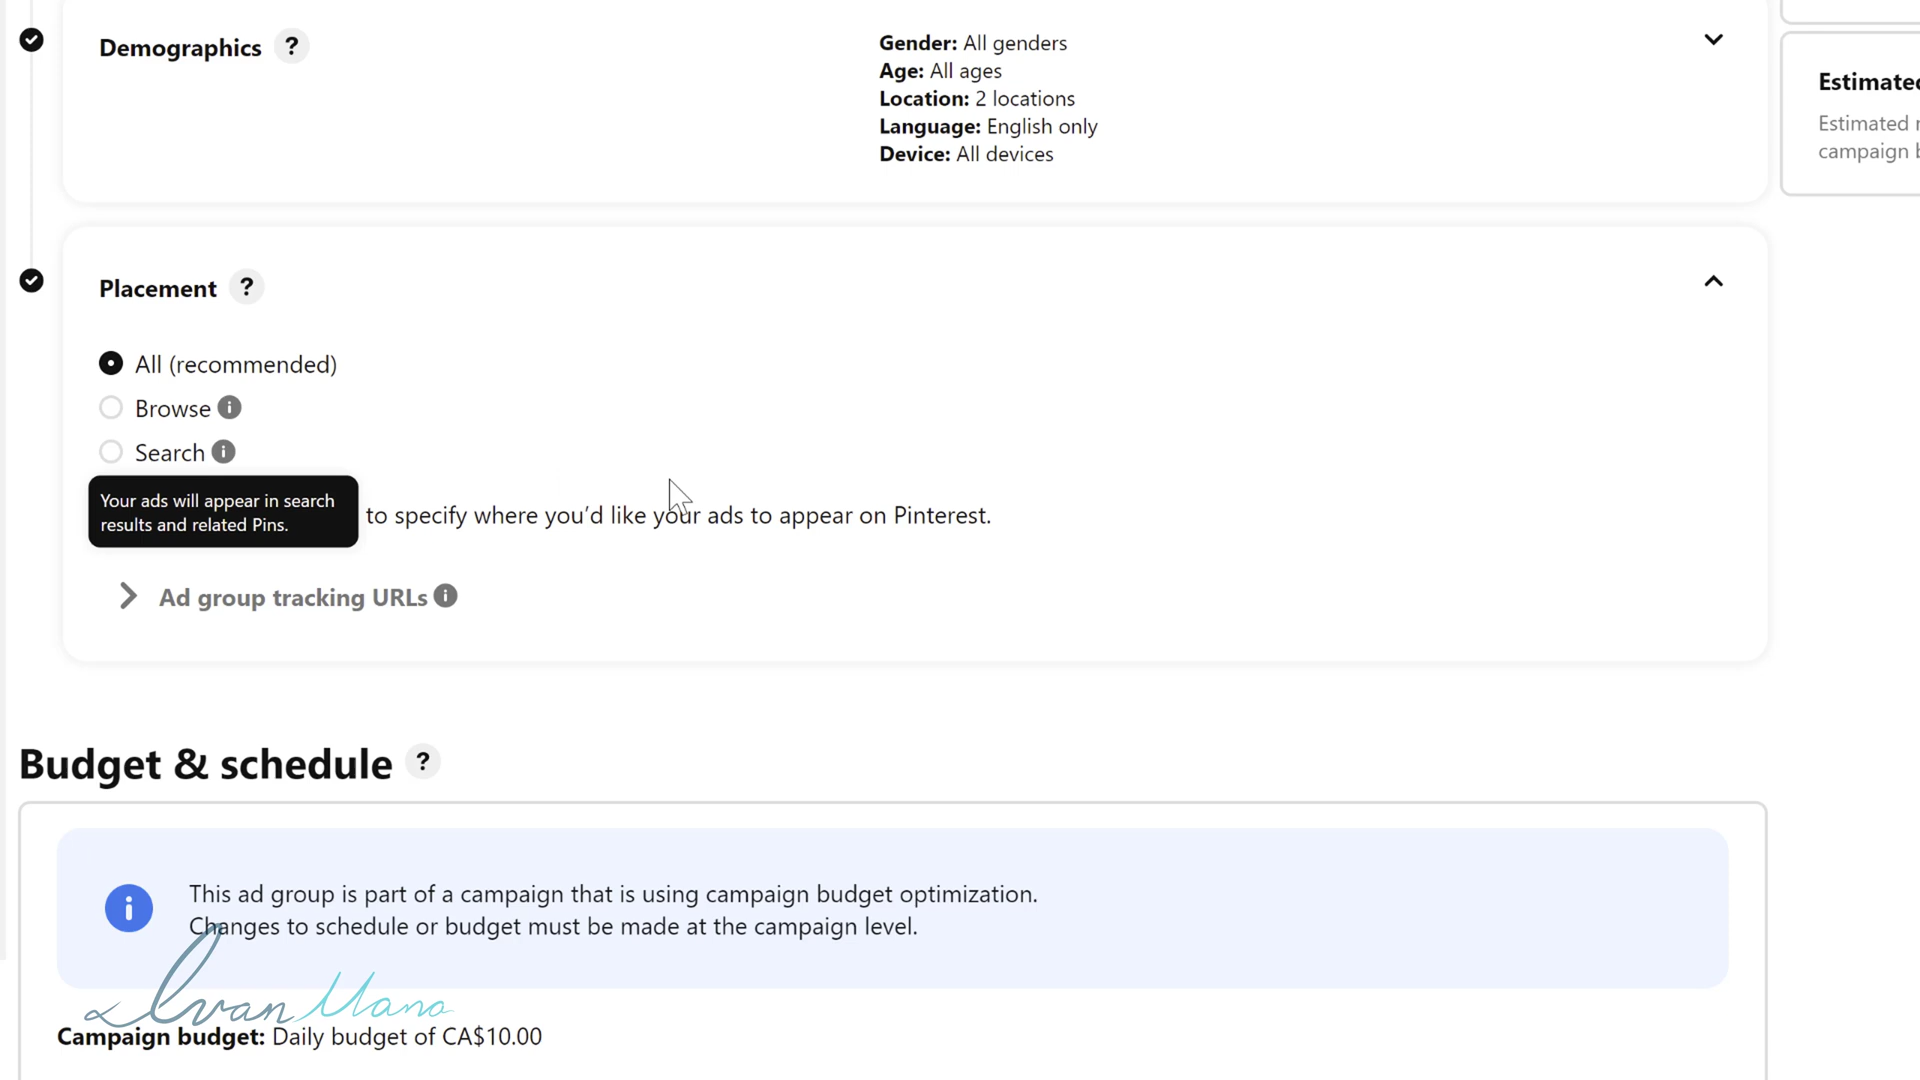 Demographics ?
Gender: All genders
Age: All ages
Location: 2 locations
Language: English only
Device: All devices
Estimated
Estimated
campaign
Placement ?
All (recommended)
Browse
Search
Your ads will appear in search
results and related Pins.
to specify where you’d like your ads to appear on Pinterest.
Ad group tracking URLs
Budget & schedule ?
This ad group is part of a campaign that is using campaign budget optimization.
Changes to schedule or budget must be made at the campaign level.
Ivan Mana
Campaign budget: Daily budget of CA$10.00